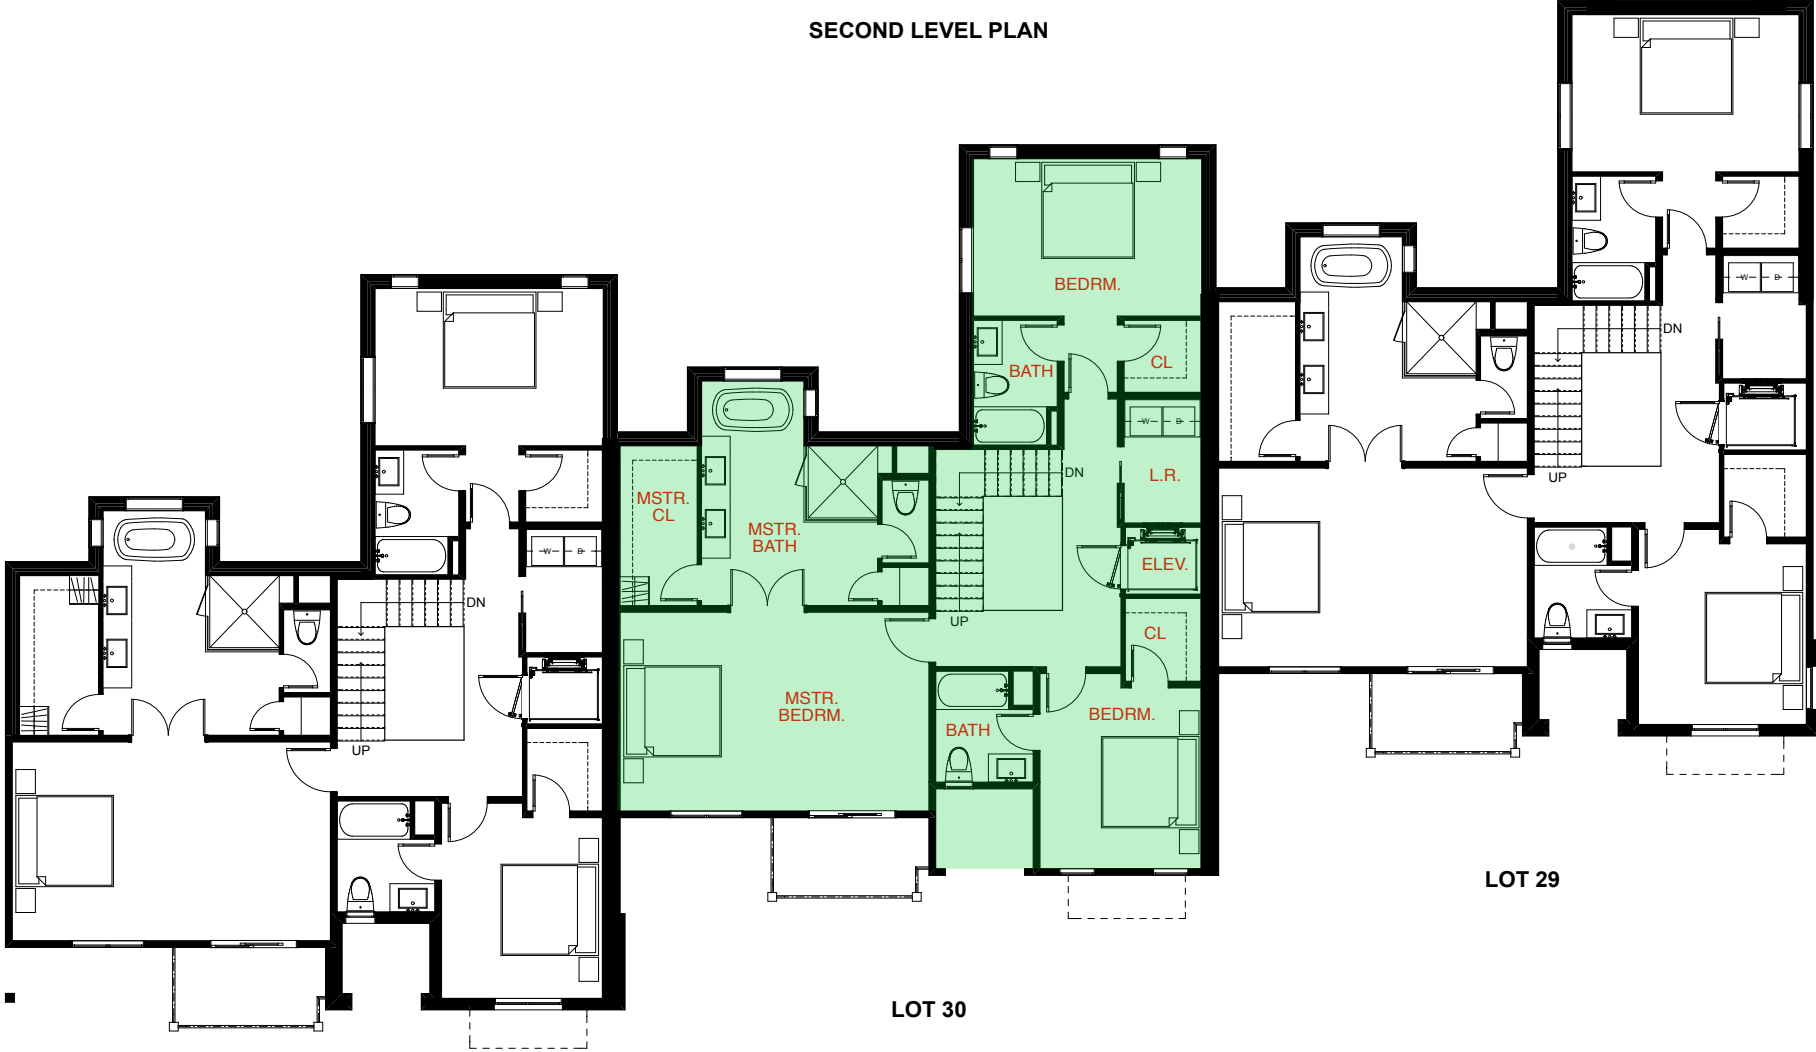 SECOND LEVEL PLAN
W D
DN
UP
BEDRM.
BATH
CL
W D
DN
L.R.
MSTR.
CL
MSTR.
BATH
ELEV.
UP
CL
MSTR.
BEDRM.
BEDRM.
BATH
W D
DN
UP
LOT 29
LOT 30